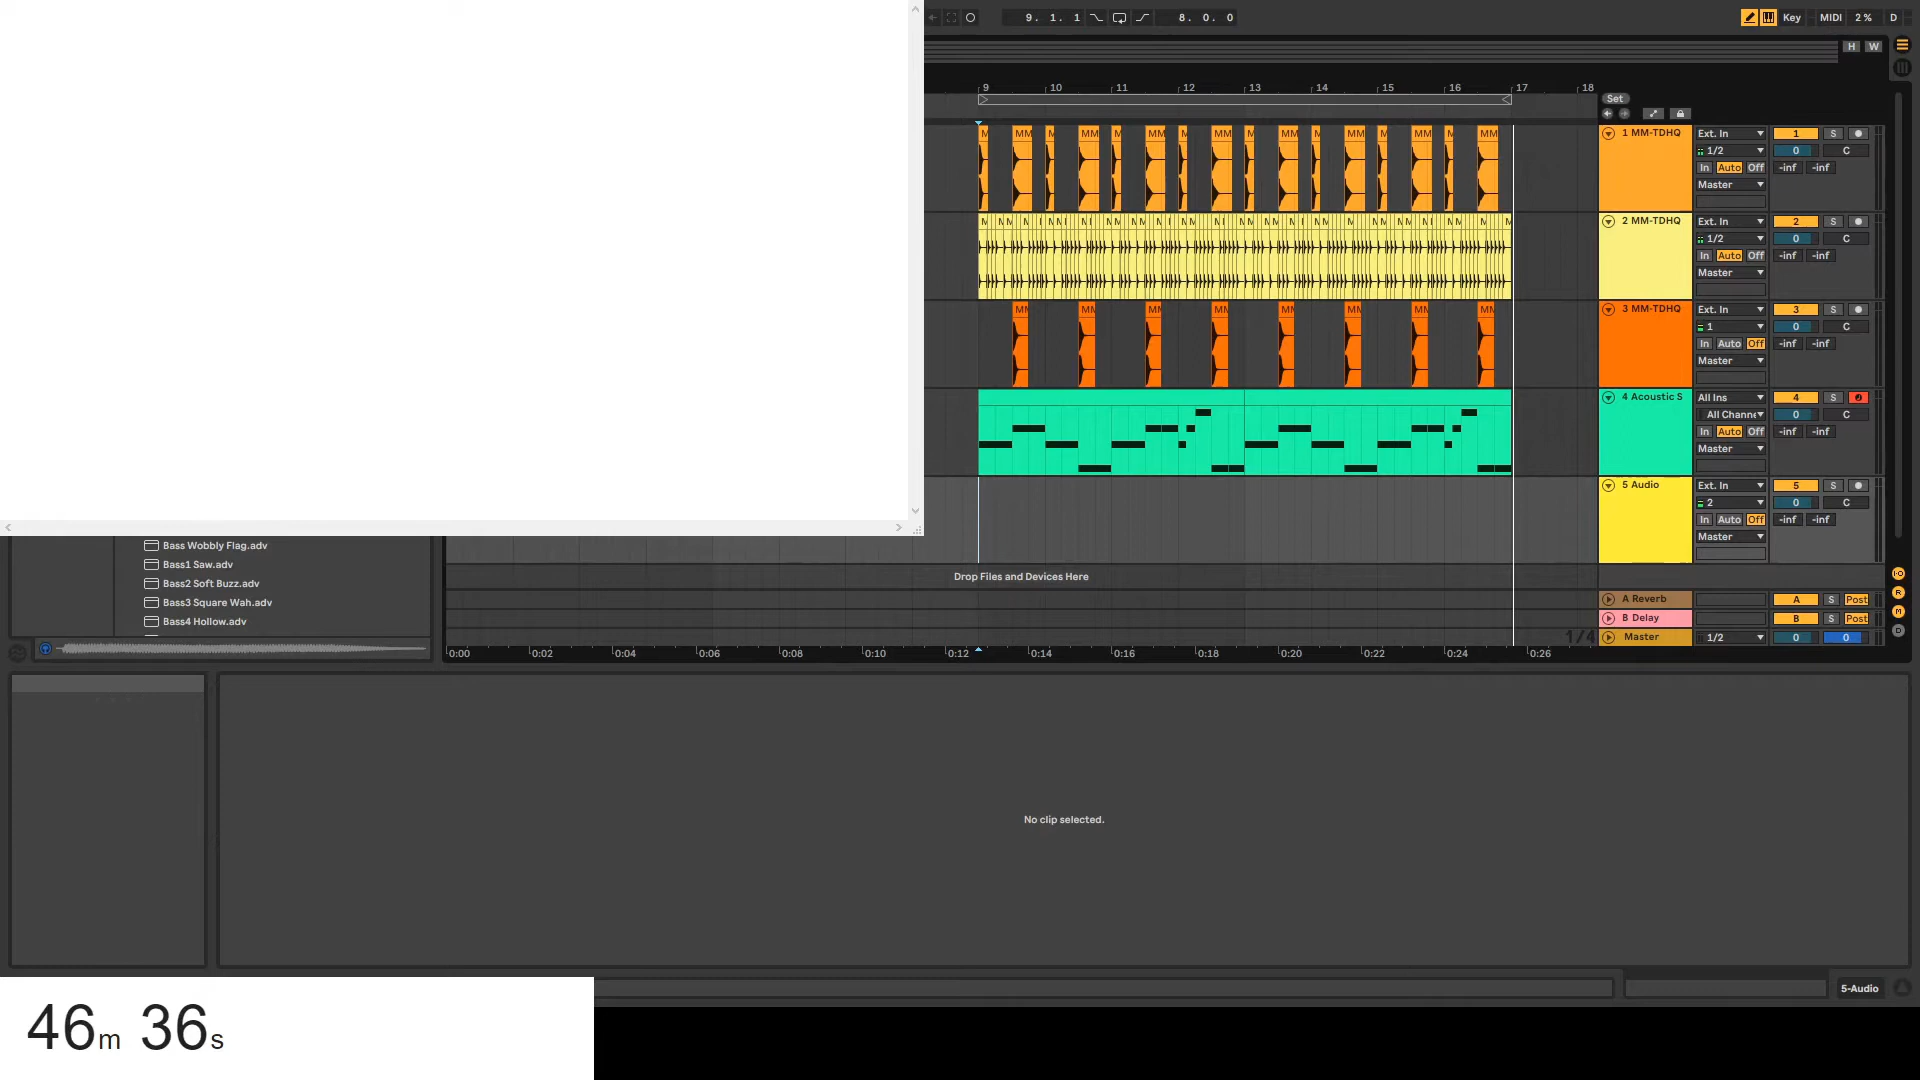 9. 1. 1 8. 0. 0 Key MIDI 2 % D
H W
9 10 11 12 13 14 15 16 17 18
Set
1 MM-TDHQ Ext. In 1 S
1/2 0 C
In Auto Off -inf -inf
Master
2 MM-TDHQ Ext. In 2 S
1/2 0 C
In Auto Off -inf -inf
Master
3 MM-TDHQ Ext. In 3 S
1 0 C
In Auto Off -inf -inf
Master
4 Acoustic S All Ins 4 S
All Channe 0 C
In Auto Off -inf -inf
Master
5 Audio Ext. In 5 S
2 0 C
In Auto Off -inf -inf
Master
Bass Wobbly Flag.adv
Bass1 Saw.adv
Bass2 Soft Buzz.adv
Bass3 Square Wah.adv
Bass4 Hollow.adv
Drop Files and Devices Here
A Reverb A S Post
B Delay B S Post
1/4 Master 1/2 0 0
0:00 0:02 0:04 0:06 0:08 0:10 0:12 0:14 0:16 0:18 0:20 0:22 0:24 0:26
No clip selected.
5-Audio
46m 36s